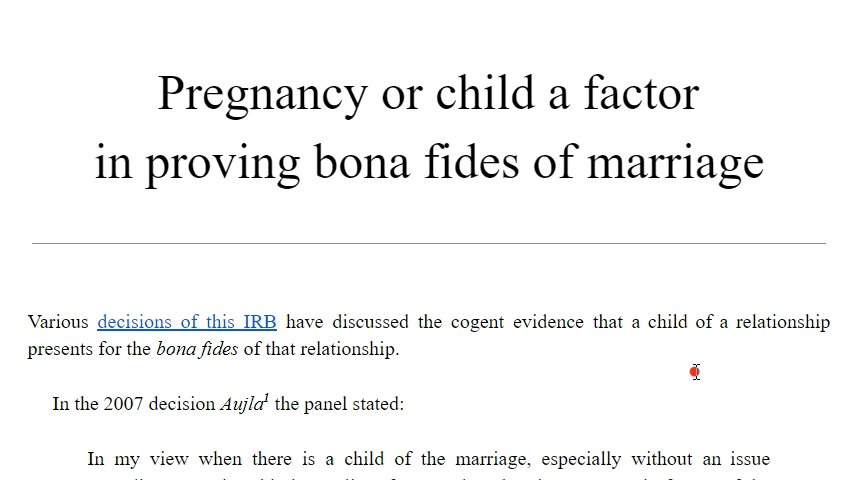 Pregnancy or child a factor
in proving bona fides of marriage
Various decisions of this IRB have discussed the cogent evidence that a child of a relationship
presents for the bona fides of that relationship.
In the 2007 decision Aujla¹ the panel stated:
In my view when there is a child of the marriage, especially without an issue